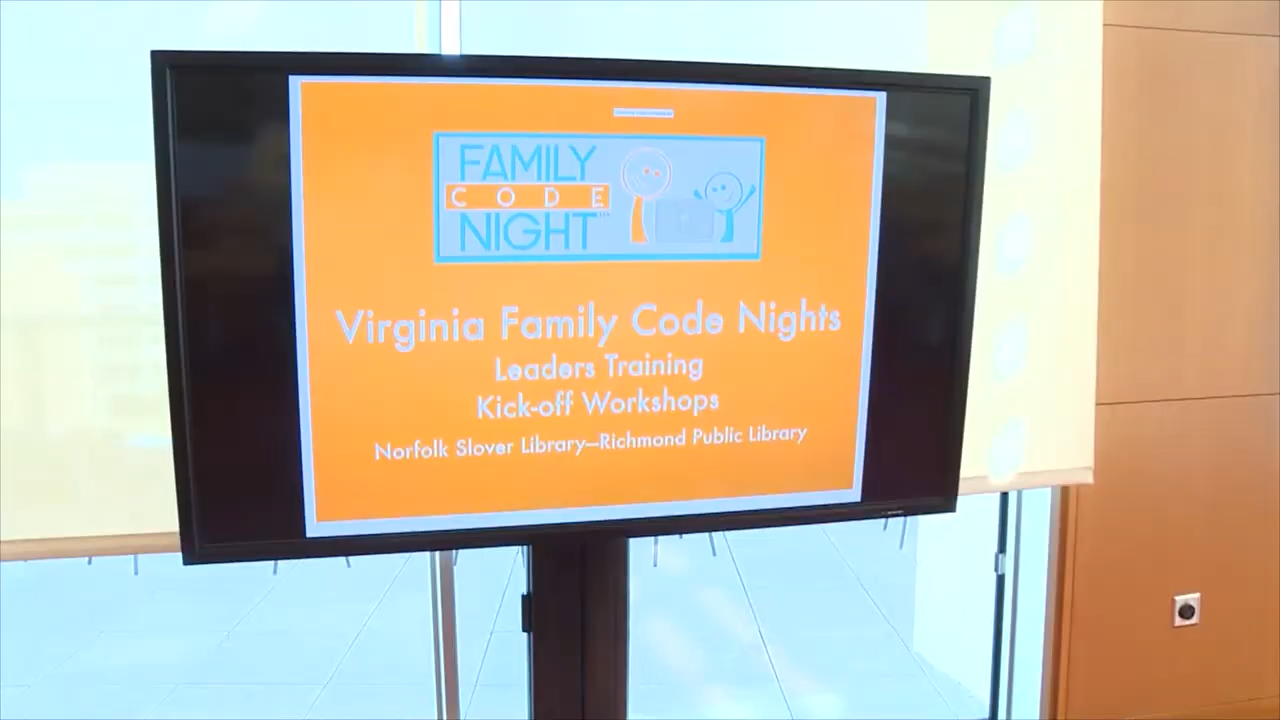 FAMILY
CODE
NIGHT
Virginia Family Code Nights
Leaders Training
Kick-off Workshops
Norfolk Slover Library—Richmond Public Library